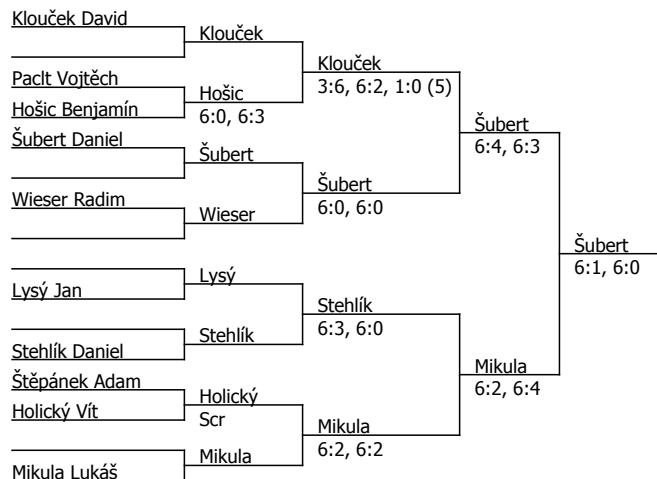 Klouček David
Klouček
Klouček
3:6, 6:2, 1:0 (5)
Paclt Vojtěch
Hošic
6:0, 6:3
Hošic Benjamín
Šubert
6:4, 6:3
Šubert Daniel
Šubert
Šubert
6:0, 6:0
Wieser Radim
Wieser
Šubert
6:1, 6:0
Lysý
Lysý Jan
Stehlík
6:3, 6:0
Stehlík
Stehlík Daniel
Mikula
6:2, 6:4
Štěpánek Adam
Holický
Scr
Holický Vít
Mikula
6:2, 6:2
Mikula
Mikula Lukáš